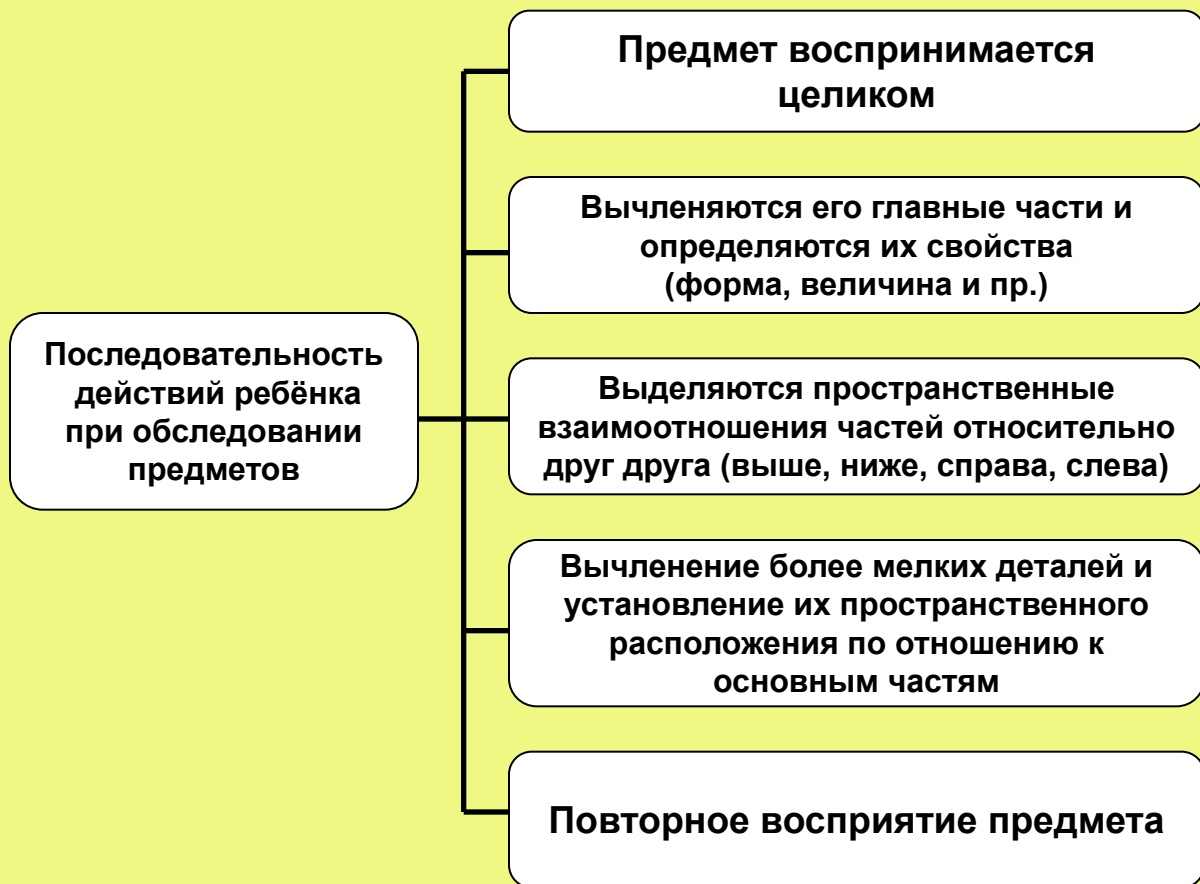 Предмет воспринимается
целиком
Вычленяются его главные части и
определяются их свойства
(форма, величина и пр.)
Последовательность
действий ребёнка
при обследовании
предметов
Выделяются пространственные
взаимоотношения частей относительно
друг друга (выше, ниже, справа, слева)
Вычленение более мелких деталей и
установление их пространственного
расположения по отношению к
основным частям
Повторное восприятие предмета